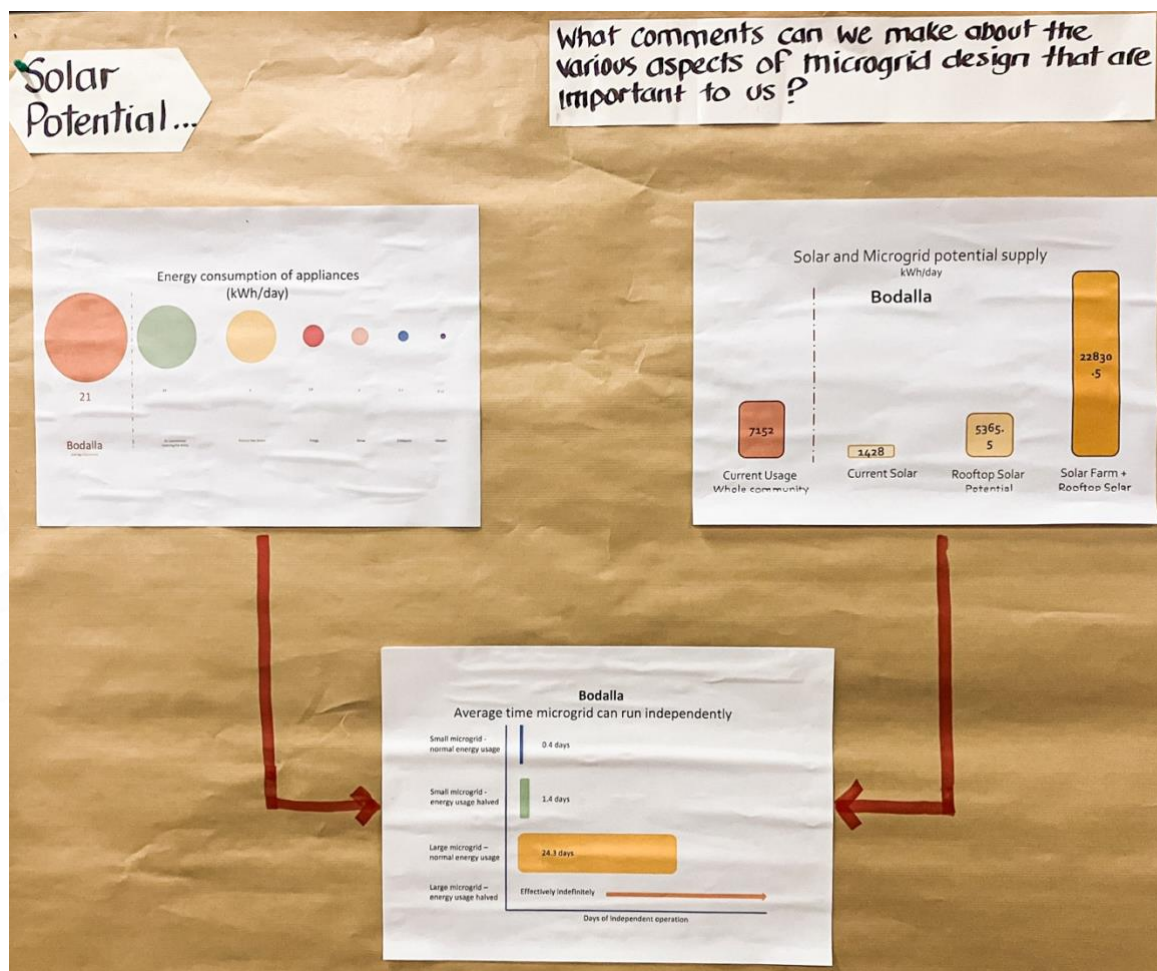 Solar
Potential...
What comments can we make about the
various aspects of microgrid design that are
important to us?
Energy consumption of appliances
(kWh/day)
21
Bodalla
Solar and Microgrid potential supply
kWh/day
Bodalla
7152
1428
5365.
5
22830
.5
Current Usage
Whole community
Current Solar
Rooftop Solar
Potential
Solar Farm +
Rooftop Solar
Bodalla
Average time microgrid can run independently
Small microgrid -
normal energy usage
0.4 days
Small microgrid -
energy usage halved
1.4 days
Large microgrid –
normal energy usage
24.3 days
Large microgrid –
energy usage halved
Effectively indefinitely
Days of independent operation